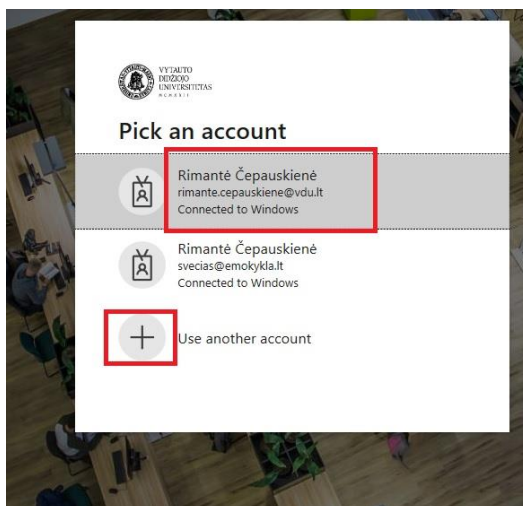 VYTAUTO
DIDŽIOJO
UNIVERSITETAS
MCMXXII
Pick an account
Rimantė Čepauskienė
rimante.cepauskiene@vdu.lt
Connected to Windows
Rimantė Čepauskienė
svecias@emokykla.lt
Connected to Windows
Use another account